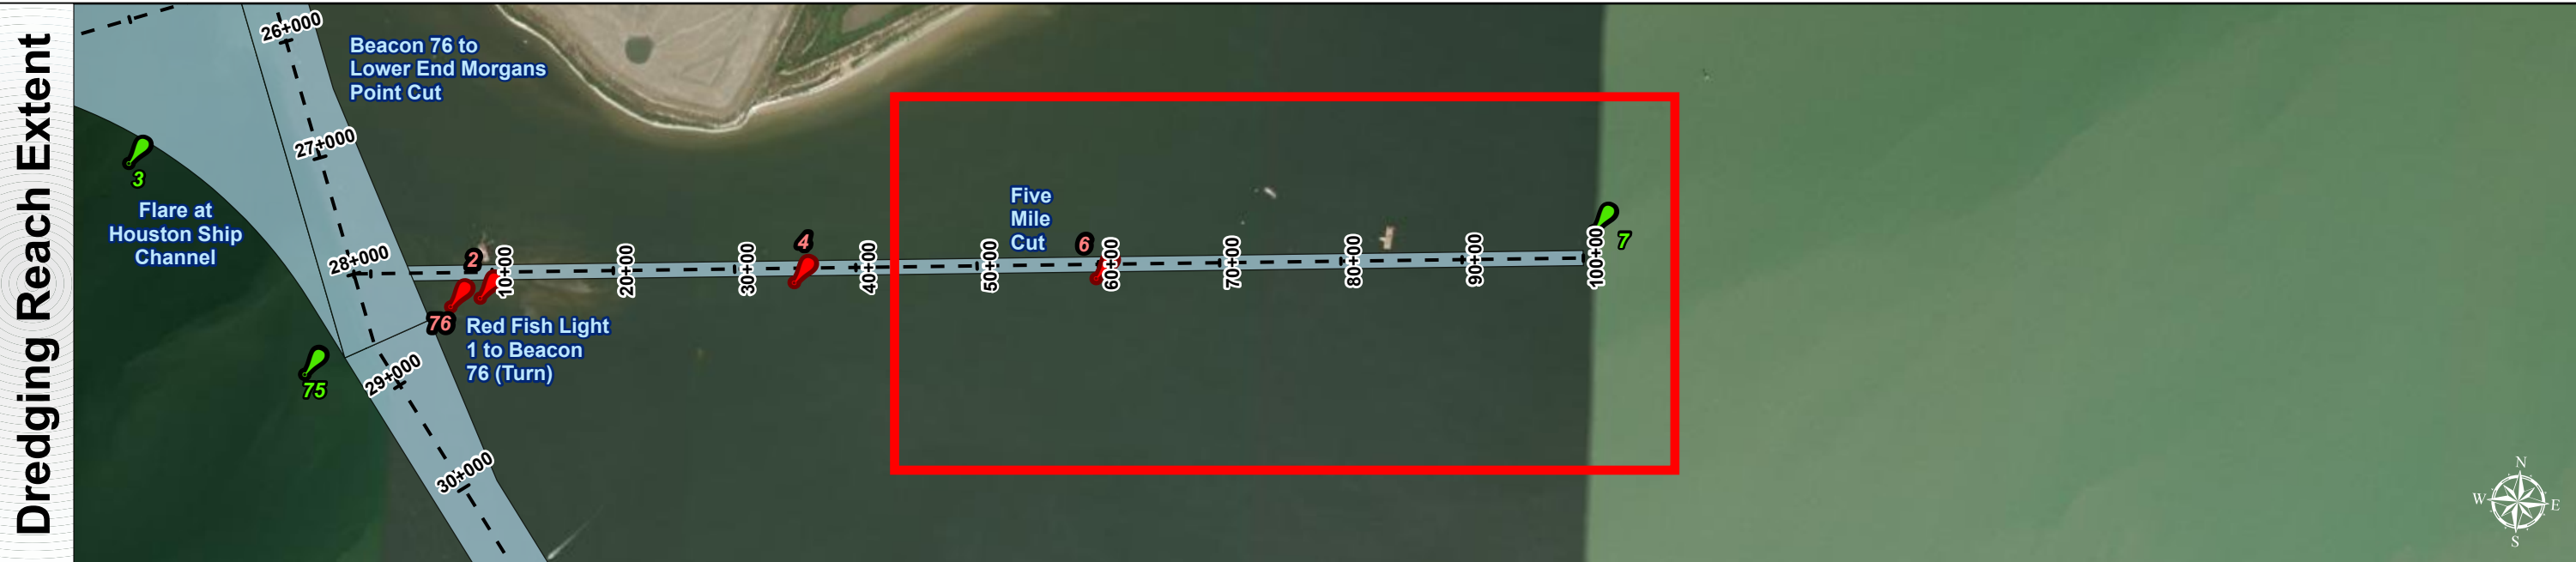 Dredging Reach Extent
26+000
Beacon 76 to
Lower End Morgans
Point Cut
27+000
3
Flare at
Houston Ship
Channel
28+000
2
76
10+00
20+00
30+00
4
40+00
50+00
Five
Mile
Cut
6
60+00
70+00
80+00
90+00
100+00
7
Red Fish Light
1 to Beacon
76 (Turn)
75
29+000
30+000
N
W
E
S